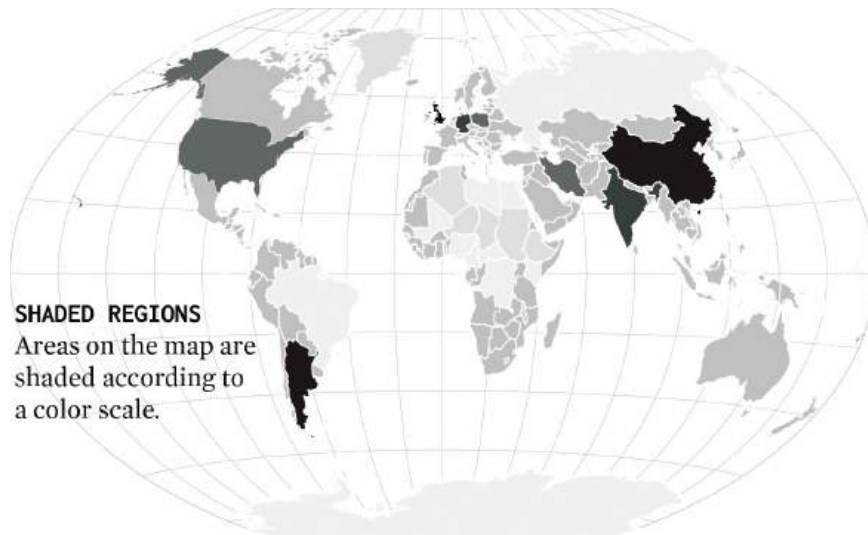 SHADED REGIONS
Areas on the map are
shaded according to
a color scale.